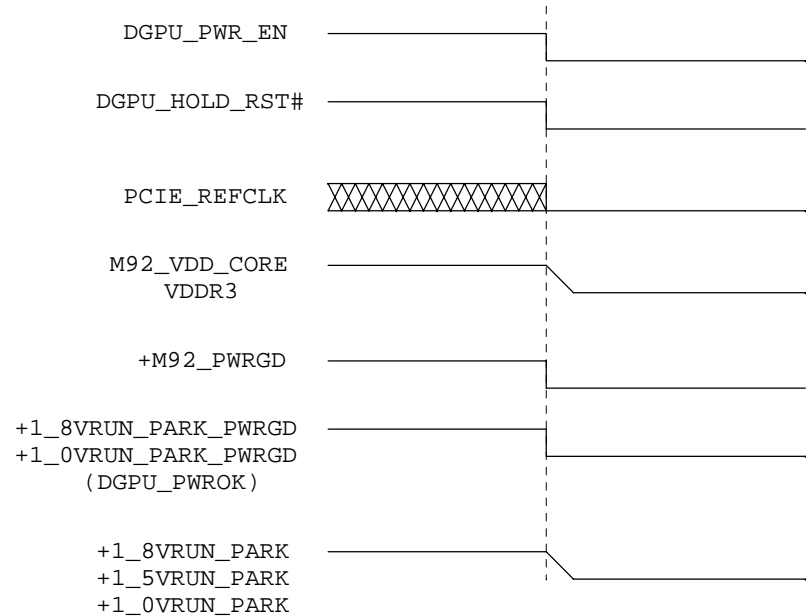 DGPU_PWR_EN
DGPU_HOLD_RST#
PCIE_REFCLK
M92_VDD_CORE
VDDR3
+M92_PWRGD
+1_8VRUN_PARK_PWRGD
+1_0VRUN_PARK_PWRGD
(DGPU_PWROK)
+1_8VRUN_PARK
+1_5VRUN_PARK
+1_0VRUN_PARK